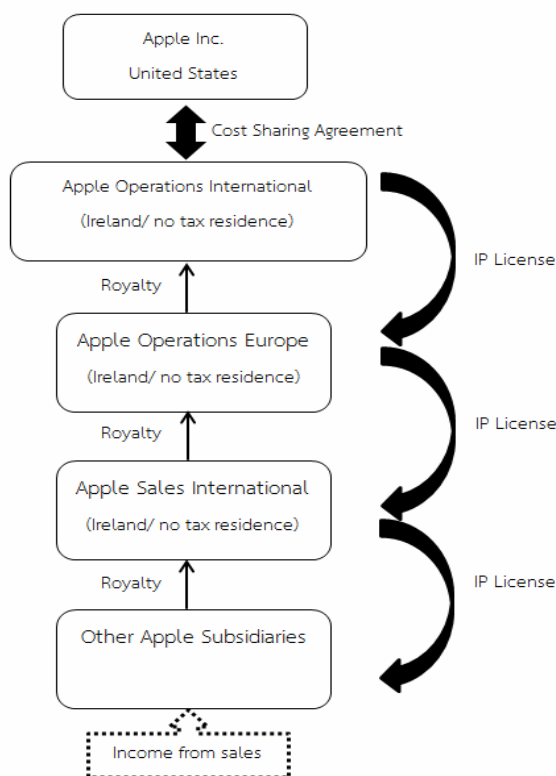 Apple Inc.
United States
Cost Sharing Agreement
Apple Operations International
(Ireland/ no tax residence)
IP License
Royalty
Apple Operations Europe
(Ireland/ no tax residence)
IP License
Royalty
Apple Sales International
(Ireland/ no tax residence)
IP License
Royalty
Other Apple Subsidiaries
Income from sales